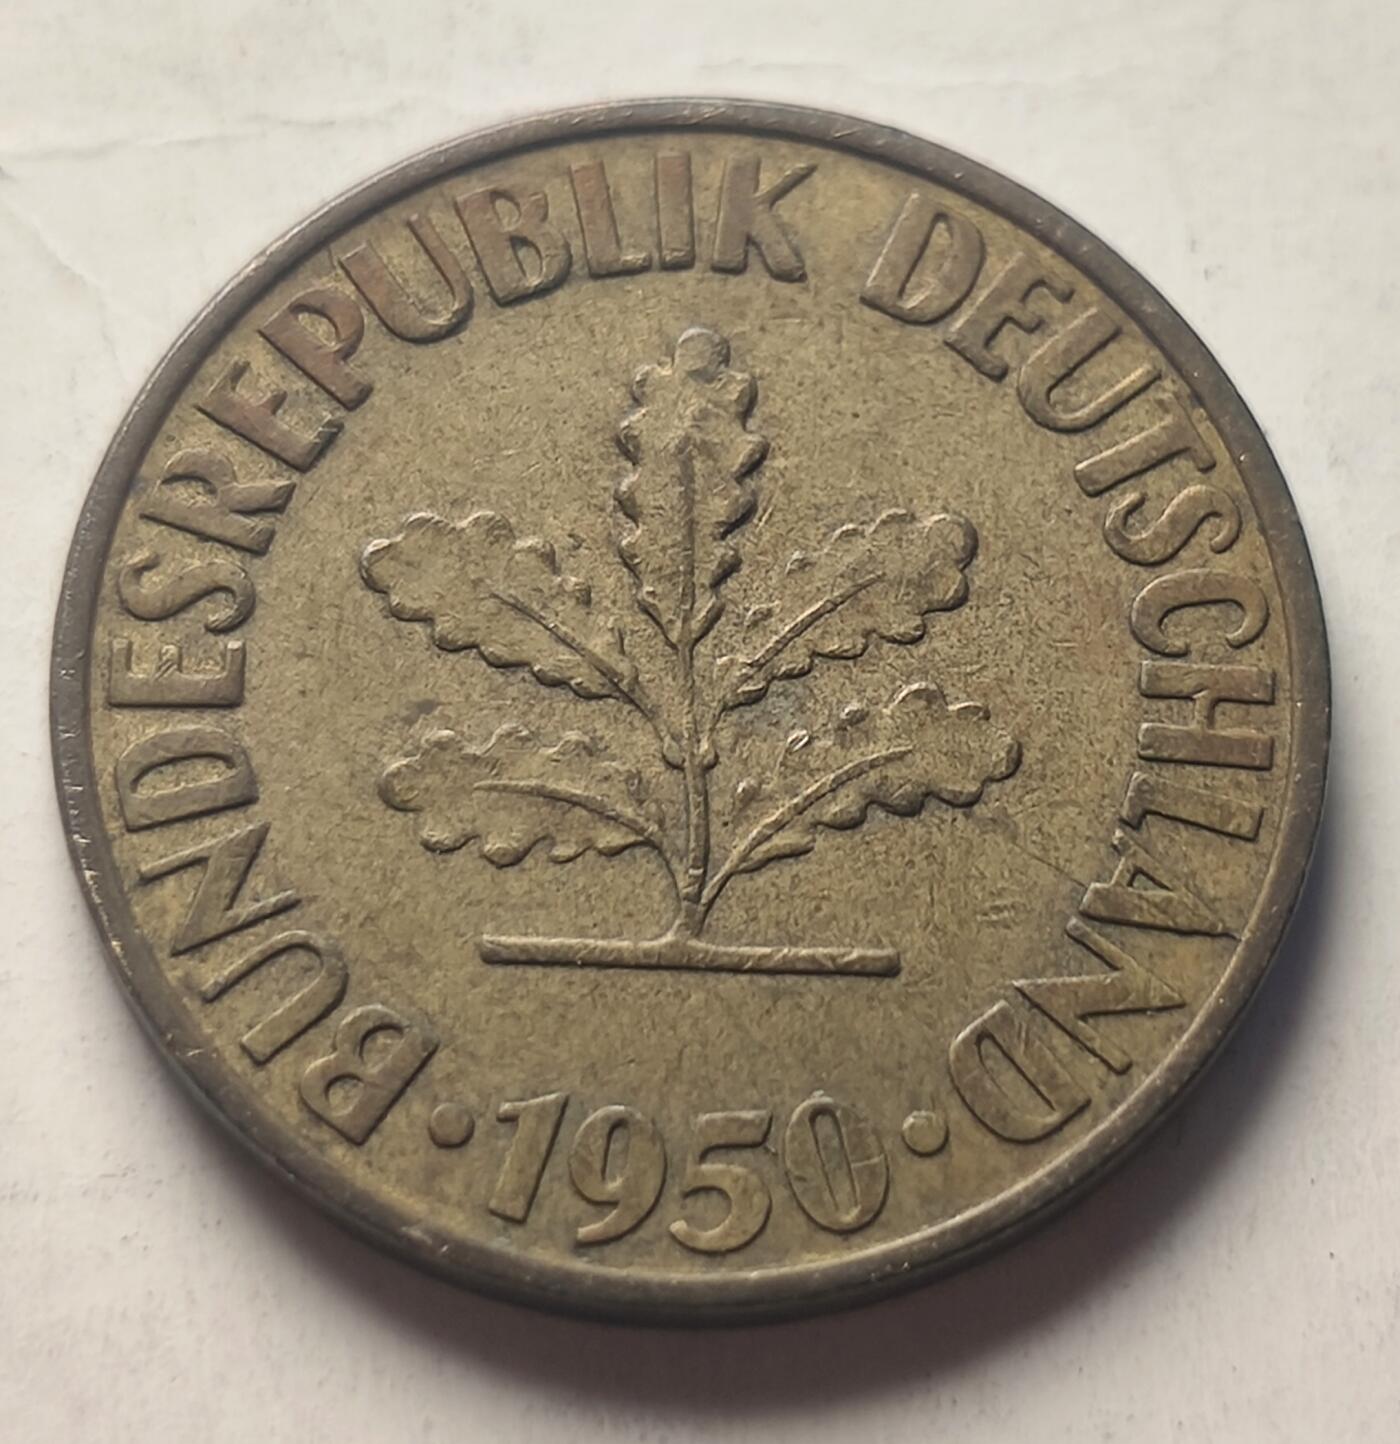 BUNDESREPUBLIK DEUTSCHLAND
· 1950 ·